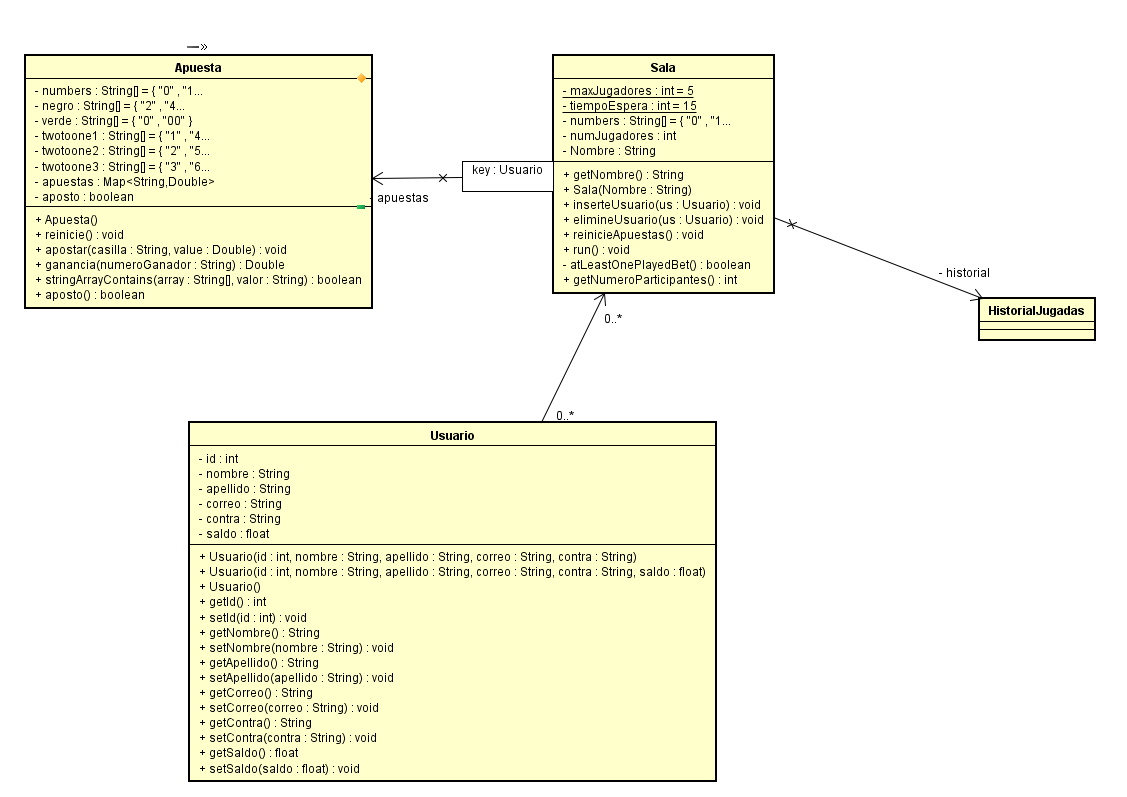 Apuesta
- numbers : String[] = { "0" , "1...
- negro : String[] = { "2" , "4...
- verde : String[] = { "0" , "00" }
- twotoone1 : String[] = { "1" , "4...
- twotoone2 : String[] = { "2" , "5...
- twotoone3 : String[] = { "3" , "6...
- apuestas : Map<String,Double>
- aposto : boolean
+ Apuesta()
+ reinicie() : void
+ apostar(casilla : String, value : Double) : void
+ ganancia(numeroGanador : String) : Double
+ stringArrayContains(array : String[], valor : String) : boolean
+ aposto() : boolean
- apuestas
key : Usuario
Sala
- maxJugadores : int = 5
- tiempoEspera : int = 15
- numbers : String[] = { "0" , "1...
- numJugadores : int
- Nombre : String
+ getNombre() : String
+ Sala(Nombre : String)
+ inserteUsuario(us : Usuario) : void
+ elimineUsuario(us : Usuario) : void
+ reinicieApuestas() : void
+ run() : void
- atLeastOnePlayedBet() : boolean
+ getNumeroParticipantes() : int
- historial
HistorialJugadas
0..*
0..*
Usuario
- id : int
- nombre : String
- apellido : String
- correo : String
- contra : String
- saldo : float
+ Usuario(id : int, nombre : String, apellido : String, correo : String, contra : String)
+ Usuario(id : int, nombre : String, apellido : String, correo : String, contra : String, saldo : float)
+ Usuario()
+ getId() : int
+ setId(id : int) : void
+ getNombre() : String
+ setNombre(nombre : String) : void
+ getApellido() : String
+ setApellido(apellido : String) : void
+ getCorreo() : String
+ setCorreo(correo : String) : void
+ getContra() : String
+ setContra(contra : String) : void
+ getSaldo() : float
+ setSaldo(saldo : float) : void